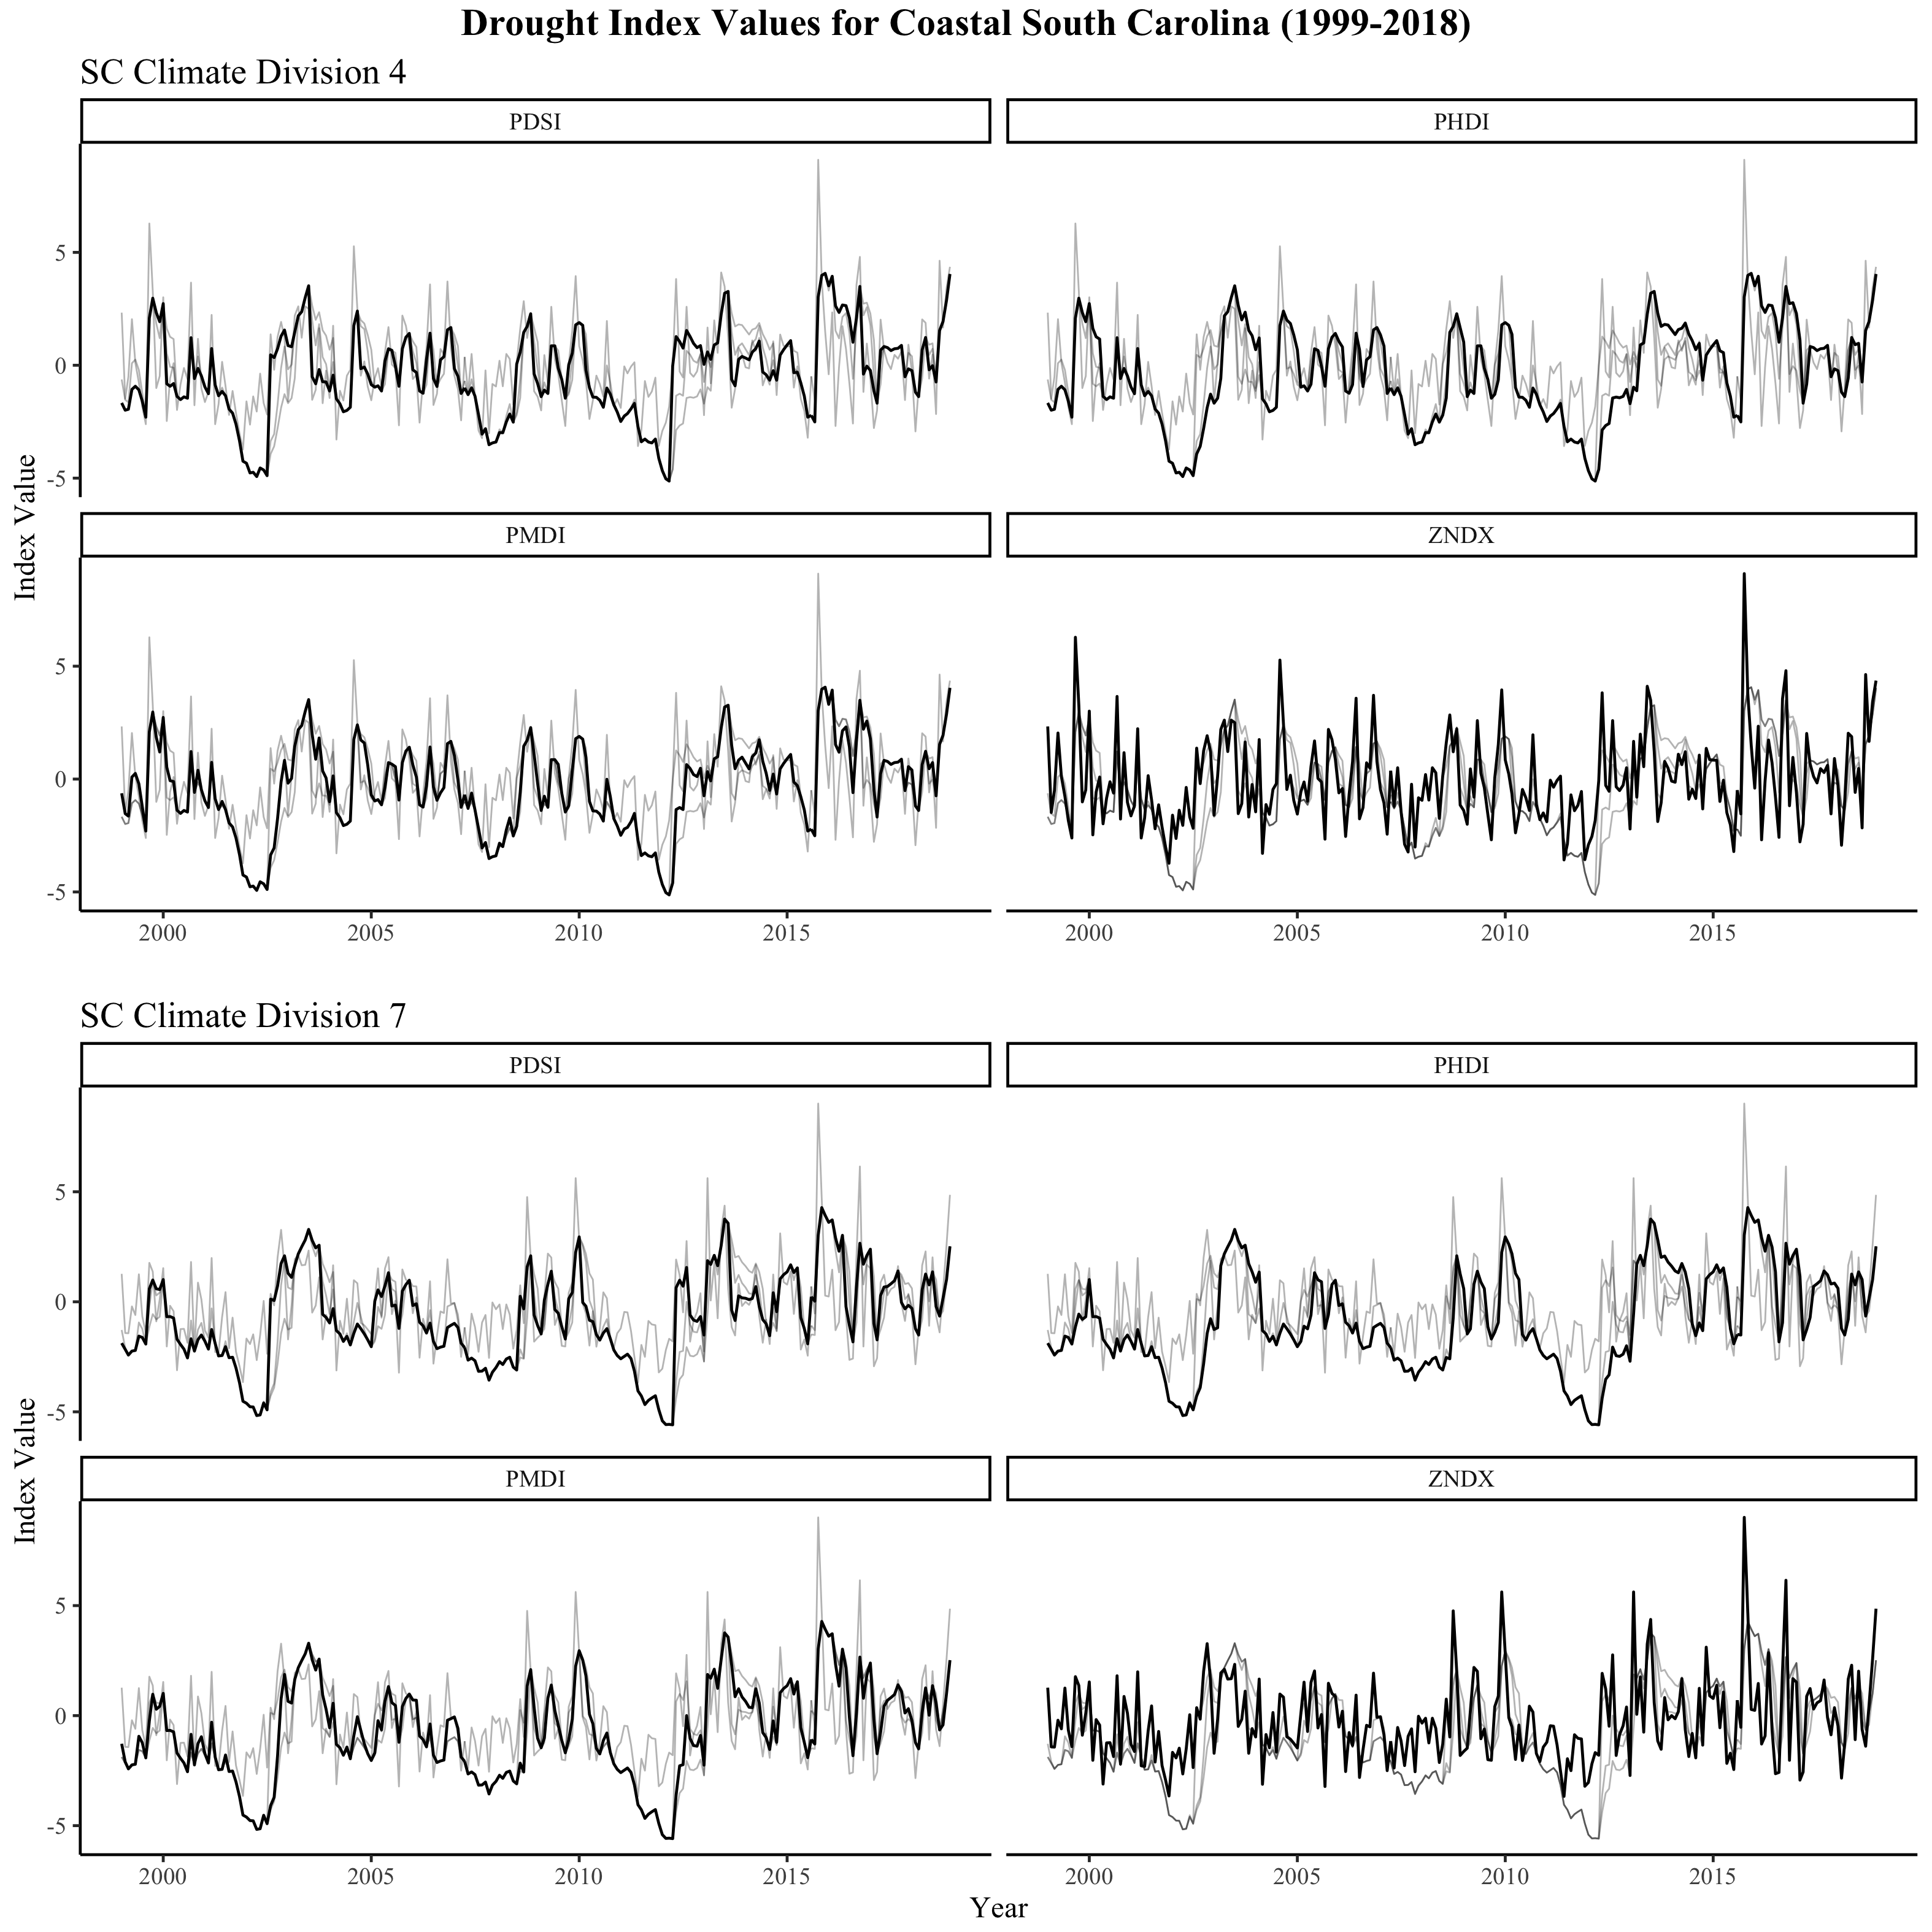 Drought Index Values for Coastal South Carolina (1999-2018)
SC Climate Division 4
PDSI
PHDI
5
0
-5
Index Value
PMDI
ZNDX
5
0
-5
2000 2005 2010 2015
2000 2005 2010 2015
SC Climate Division 7
PDSI
PHDI
5
0
-5
Index Value
PMDI
ZNDX
5
0
-5
2000 2005 2010 2015
2000 2005 2010 2015
Year